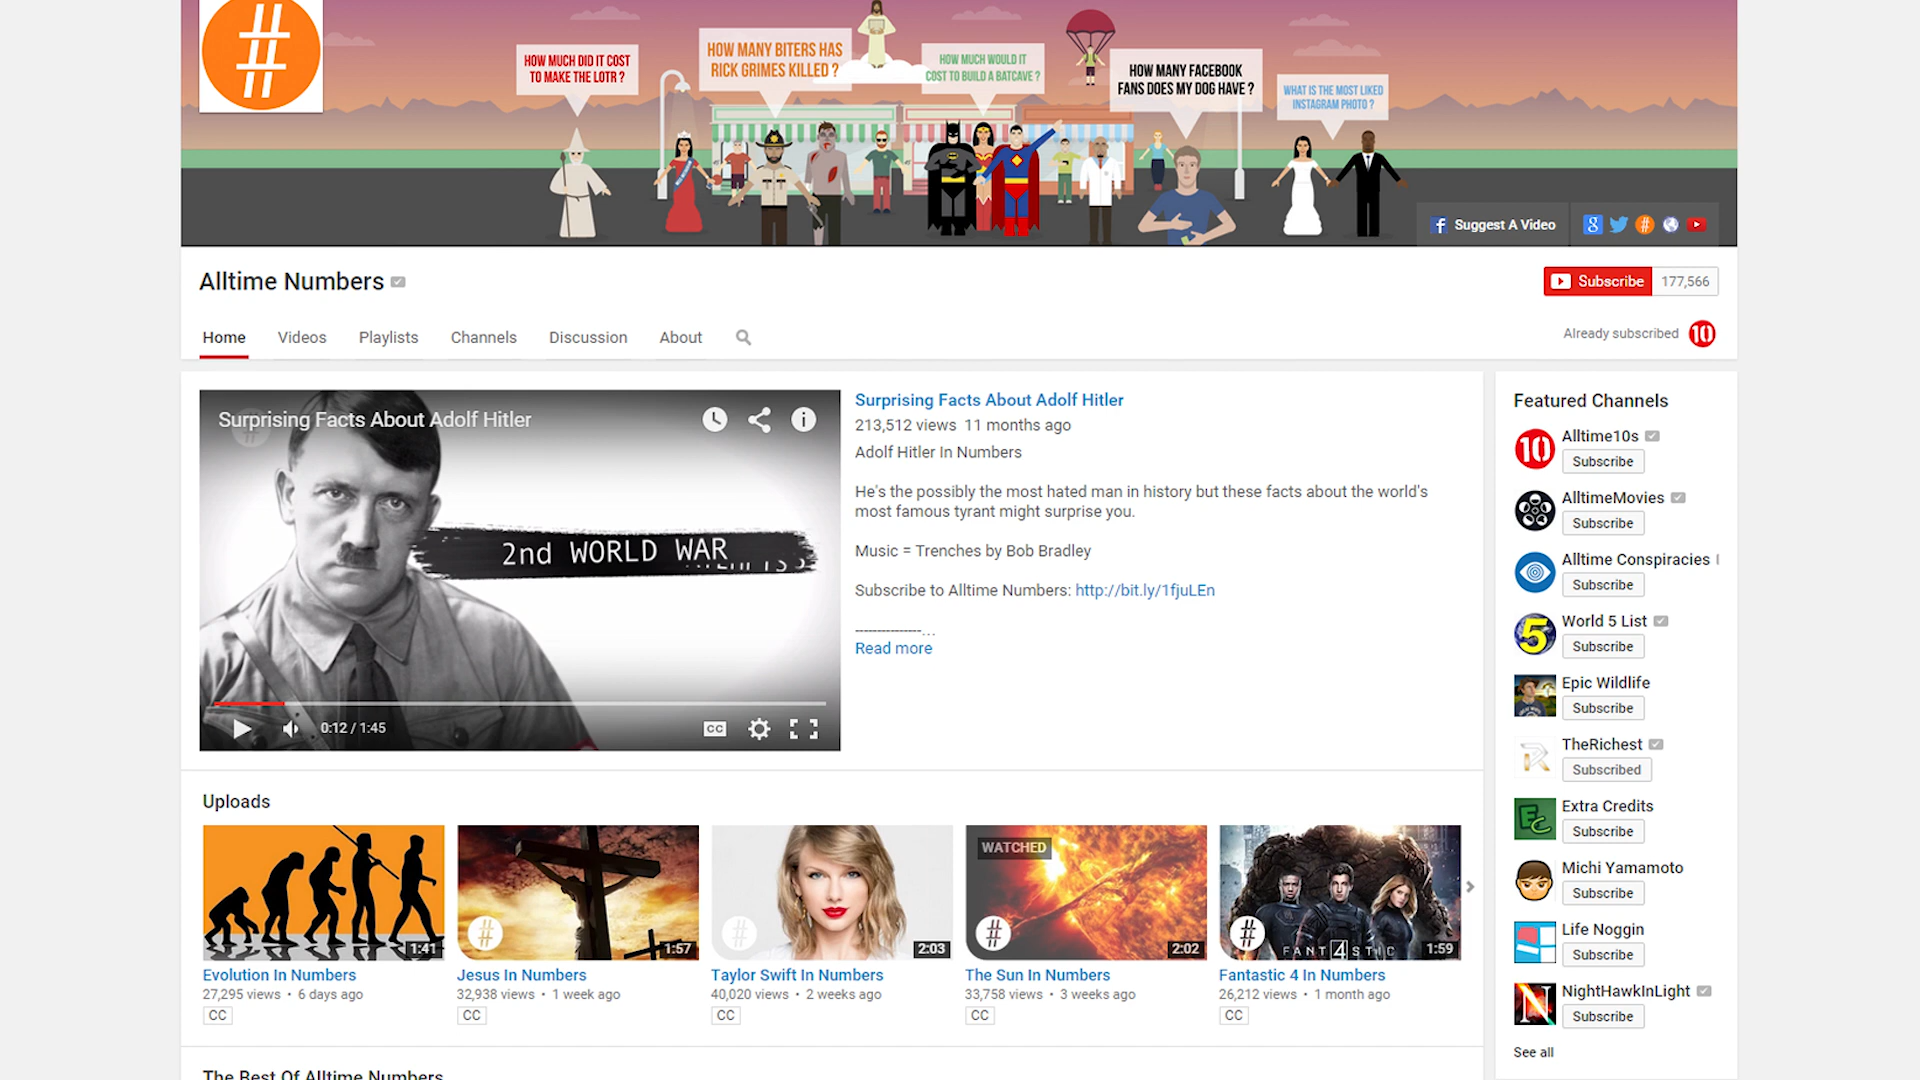 #
HOW MUCH DID IT COST
TO MAKE THE LOTR ?
HOW MANY BITERS HAS
RICK GRIMES KILLED ?
HOW MUCH WOULD IT
COST TO BUILD A BATCAVE ?
HOW MANY FACEBOOK
FANS DOES MY DOG HAVE ?
WHAT IS THE MOST LIKED
INSTAGRAM PHOTO ?
f Suggest A Video
Alltime Numbers
Subscribe 177,566
Home Videos Playlists Channels Discussion About
Already subscribed 10
Surprising Facts About Adolf Hitler
2nd WORLD WAR
0:12 / 1:45
CC
Surprising Facts About Adolf Hitler
213,512 views 11 months ago
Adolf Hitler In Numbers
He's the possibly the most hated man in history but these facts about the world's
most famous tyrant might surprise you.
Music = Trenches by Bob Bradley
Subscribe to Alltime Numbers: http://bit.ly/1fjuLEn
---------------...
Read more
Uploads
1:41
Evolution In Numbers
27,295 views • 6 days ago
CC
# 1:57
Jesus In Numbers
32,938 views • 1 week ago
CC
# 2:03
Taylor Swift In Numbers
40,020 views • 2 weeks ago
CC
WATCHED
# 2:02
The Sun In Numbers
33,758 views • 3 weeks ago
CC
# FANT4STIC 1:59
Fantastic 4 In Numbers
26,212 views • 1 month ago
CC
The Best Of Alltime Numbers
Featured Channels
10 Alltime10s
Subscribe
AlltimeMovies
Subscribe
Alltime Conspiracies
Subscribe
5 World 5 List
Subscribe
Epic Wildlife
Subscribe
R TheRichest
Subscribed
EC Extra Credits
Subscribe
Michi Yamamoto
Subscribe
Life Noggin
Subscribe
N NightHawkInLight
Subscribe
See all